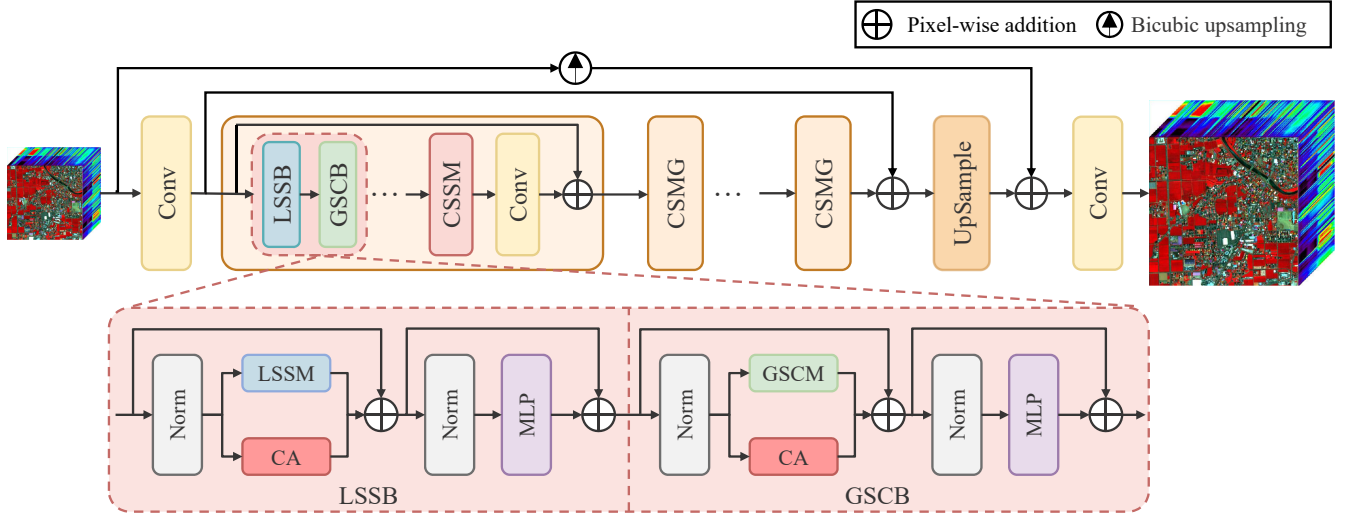 Pixel-wise addition
Bicubic upsampling
Conv
LSSB
GSCB
...
CSSM
Conv
CSMG
...
CSMG
UpSample
Conv
Norm
LSSM
CA
Norm
MLP
LSSB
Norm
GSCM
CA
Norm
MLP
GSCB